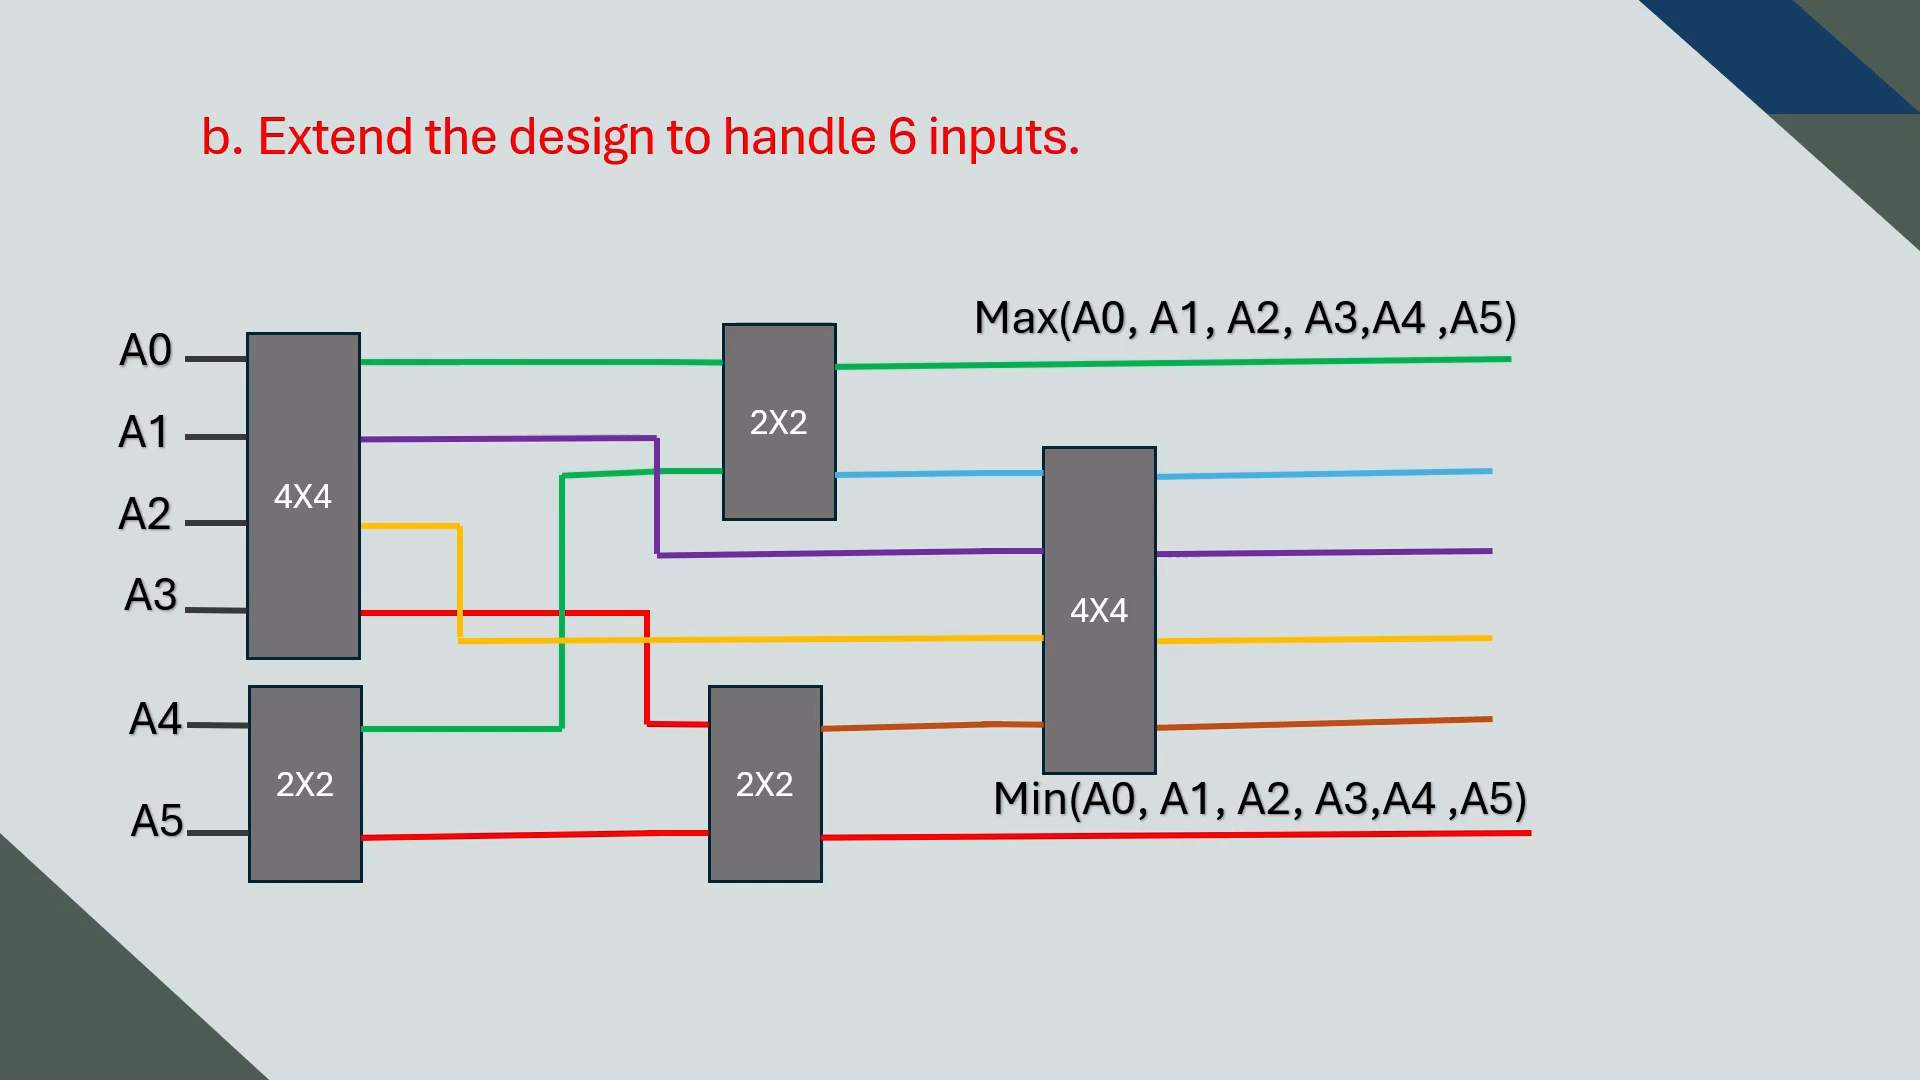 b. Extend the design to handle 6 inputs.
Max(A0, A1, A2, A3,A4 ,A5)
A0
A1
2X2
4X4
A2
A3
4X4
A4
2X2
2X2
Min(A0, A1, A2, A3,A4 ,A5)
A5